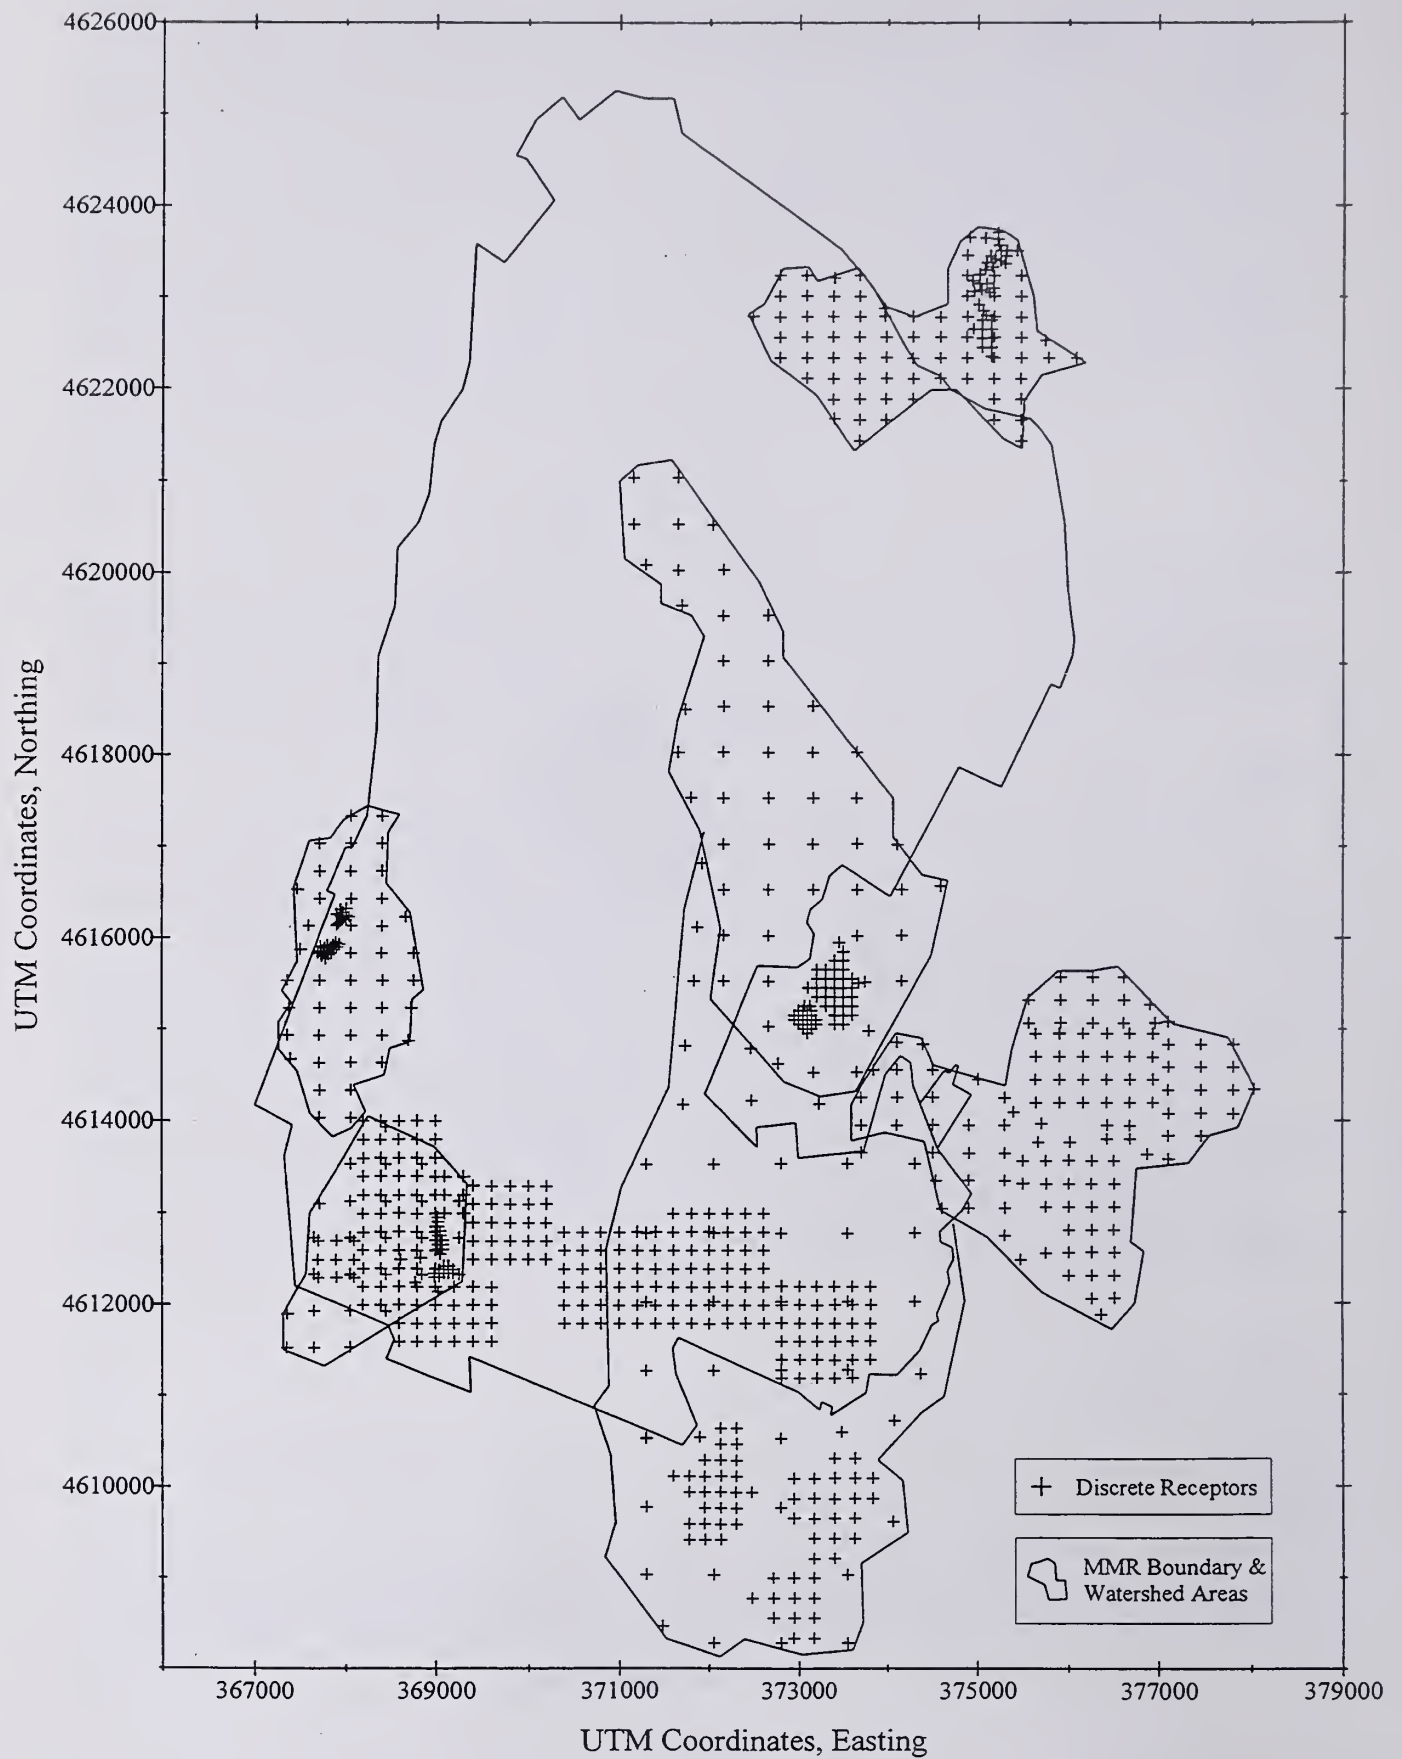 4626000
4624000
4622000
4620000
4618000
4616000
4614000
4612000
4610000
UTM Coordinates, Northing
Discrete Receptors
MMR Boundary &
Watershed Areas
367000 369000 371000 373000 375000 377000 379000
UTM Coordinates, Easting